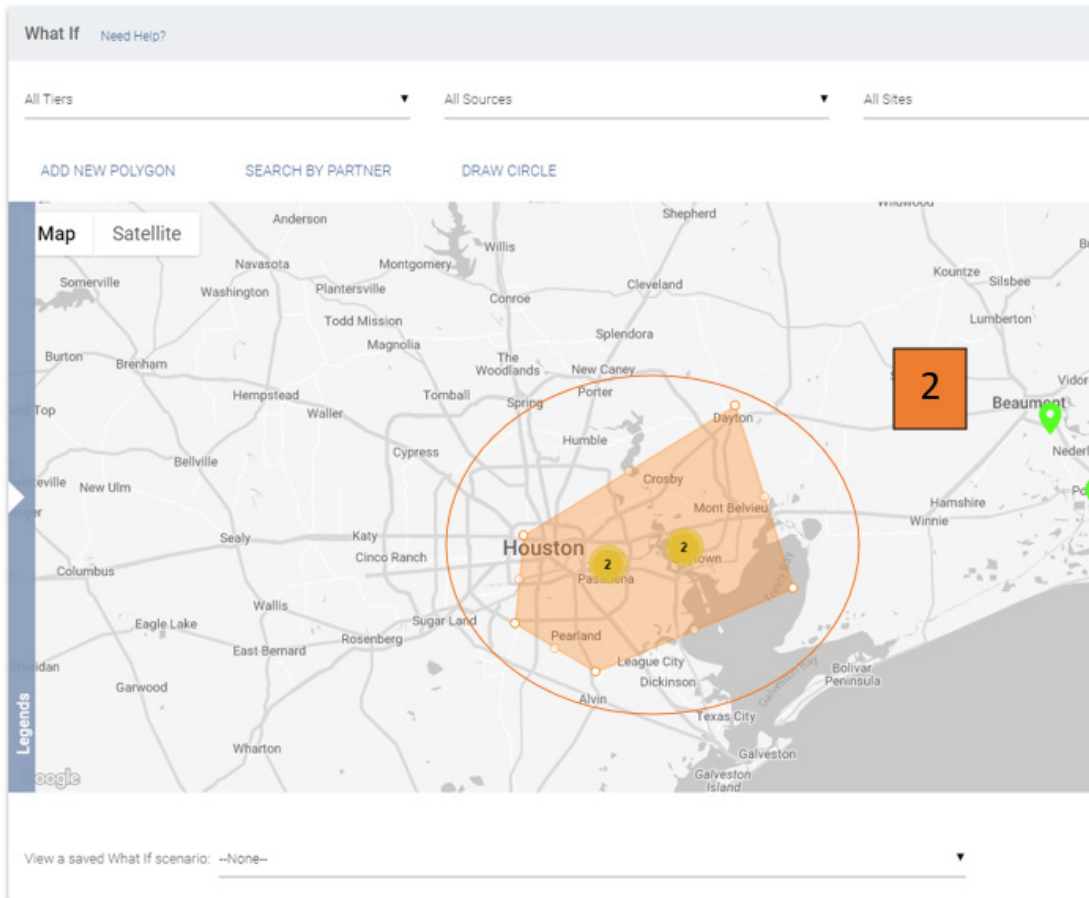 What If Need Help?
All Tiers ▼ All Sources ▼ All Sites
ADD NEW POLYGON SEARCH BY PARTNER DRAW CIRCLE
Map Satellite
Anderson
Shepherd
Willis
Navasota
Montgomery
Kountze
Somerville
Silsbee
Washington
Plantersville
Cleveland
Conroe
Lumberton
Todd Mission
Splendora
Magnolia
Burton
Brenham
The
Woodlands
New Caney
Porter
2
Hempstead
Tomball
Spring
Beaumont
Waller
Dayton
Humble
Cypress
Bellville
Crosby
New Ulm
Mont Belvieu
Hamshire
Winnie
Sealy
Katy
Houston
2
Cinco Ranch
2
Columbus
Pasadena
Trinity Bay
Wallis
Sugar Land
Eagle Lake
Rosenberg
Pearland
East Bernard
League City
Bolivar
Peninsula
Garwood
Dickinson
Galveston Bay
Alvin
Legends
Texas City
Wharton
Galveston
Google
Galveston
Island
View a saved What If scenario: --None-- ▼